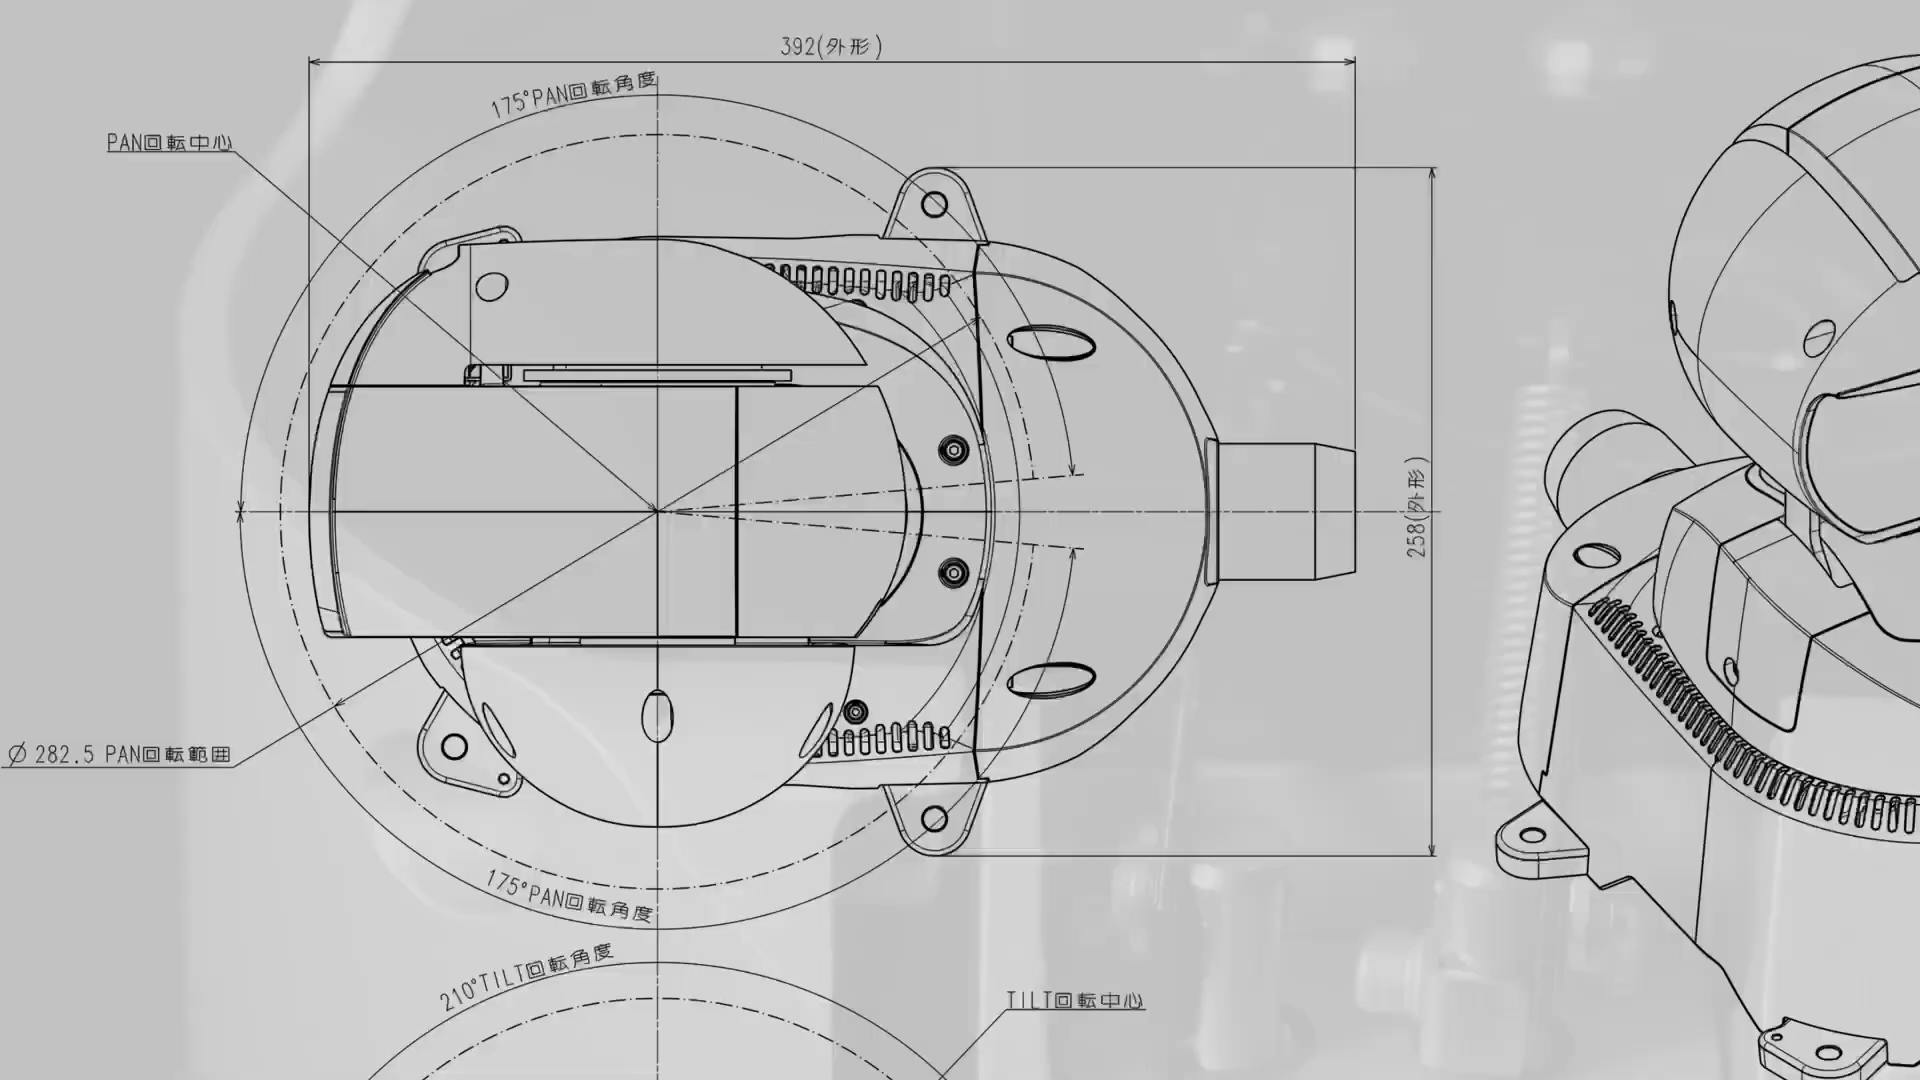 392(外形)
175°PAN回転角度
PAN回転中心
258(外形)
Ø 282.5 PAN回転範囲
175°PAN回転角度
210°TILT回転角度
TILT回転中心